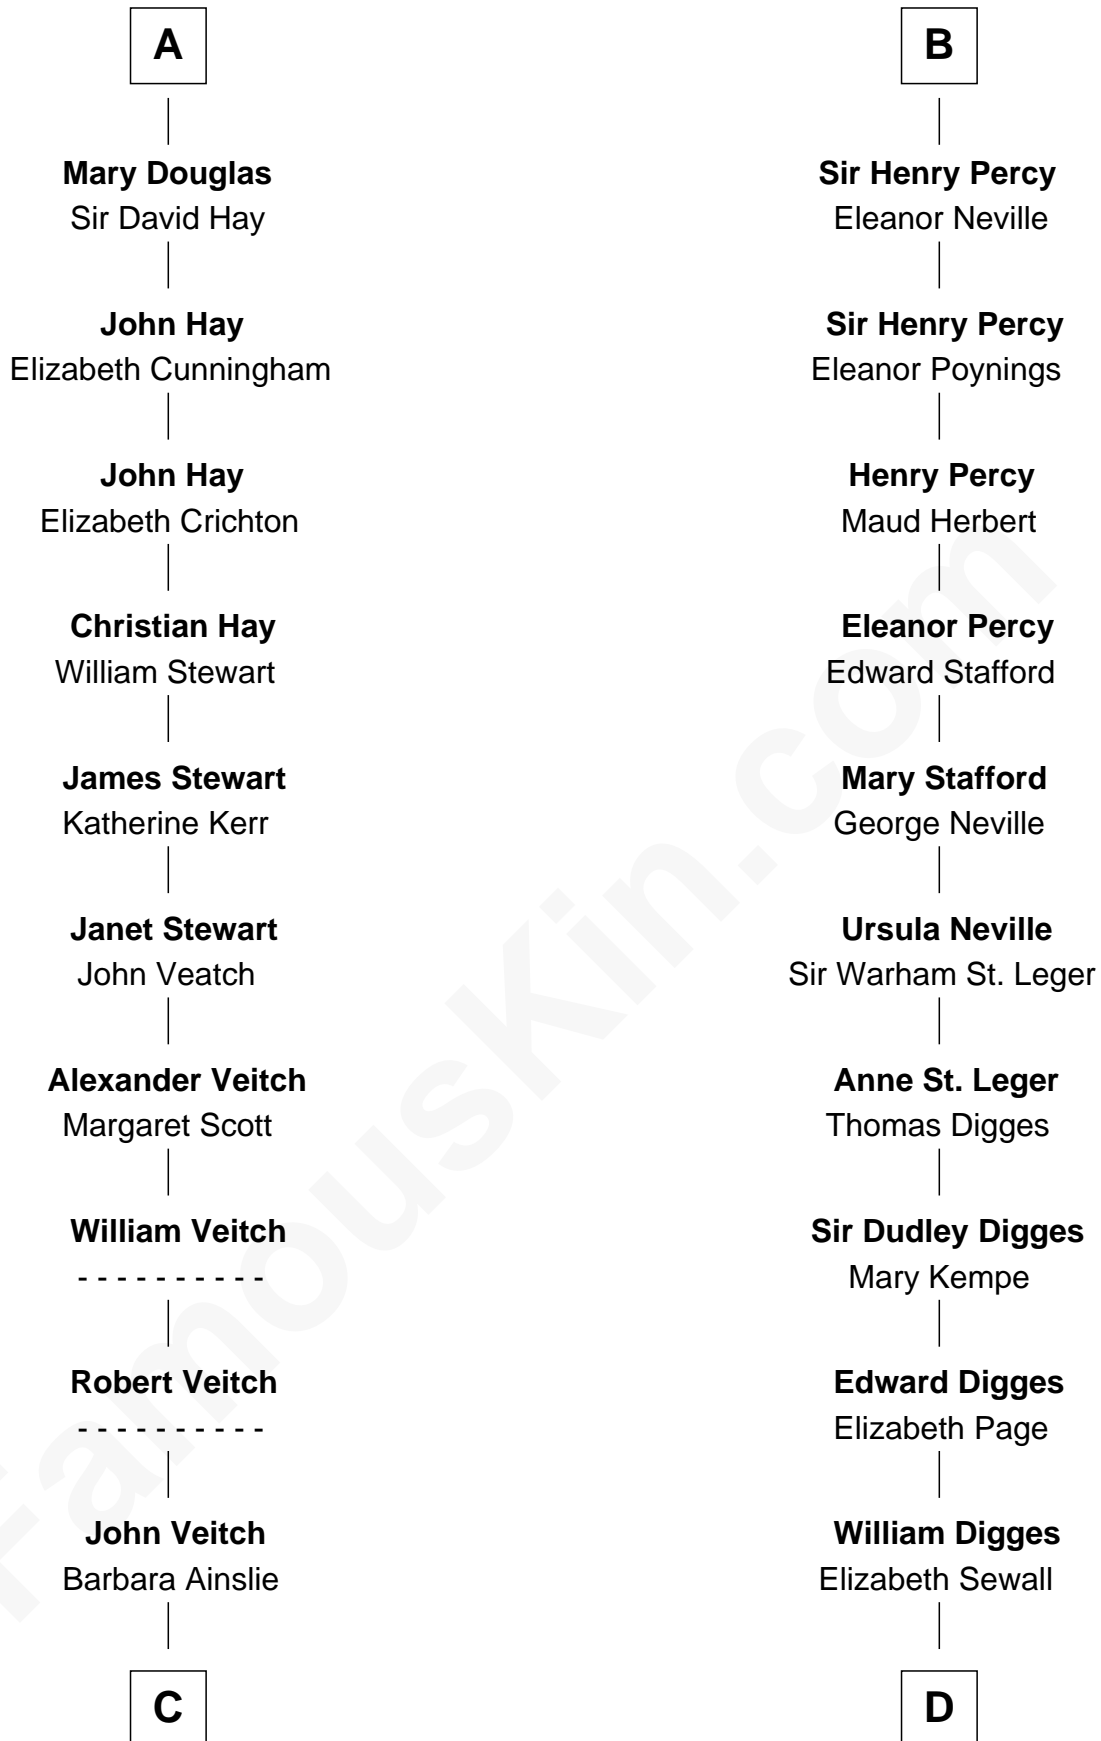 A
Mary Douglas
Sir David Hay
John Hay
Elizabeth Cunningham
John Hay
Elizabeth Crichton
Christian Hay
William Stewart
James Stewart
Katherine Kerr
Janet Stewart
John Veatch
Alexander Veitch
Margaret Scott
William Veitch
- - - - - - - - - -
Robert Veitch
- - - - - - - - - -
John Veitch
Barbara Ainslie
C
B
Sir Henry Percy
Eleanor Neville
Sir Henry Percy
Eleanor Poynings
Henry Percy
Maud Herbert
Eleanor Percy
Edward Stafford
Mary Stafford
George Neville
Ursula Neville
Sir Warham St. Leger
Anne St. Leger
Thomas Digges
Sir Dudley Digges
Mary Kempe
Edward Digges
Elizabeth Page
William Digges
Elizabeth Sewall
D
FamousKin.com